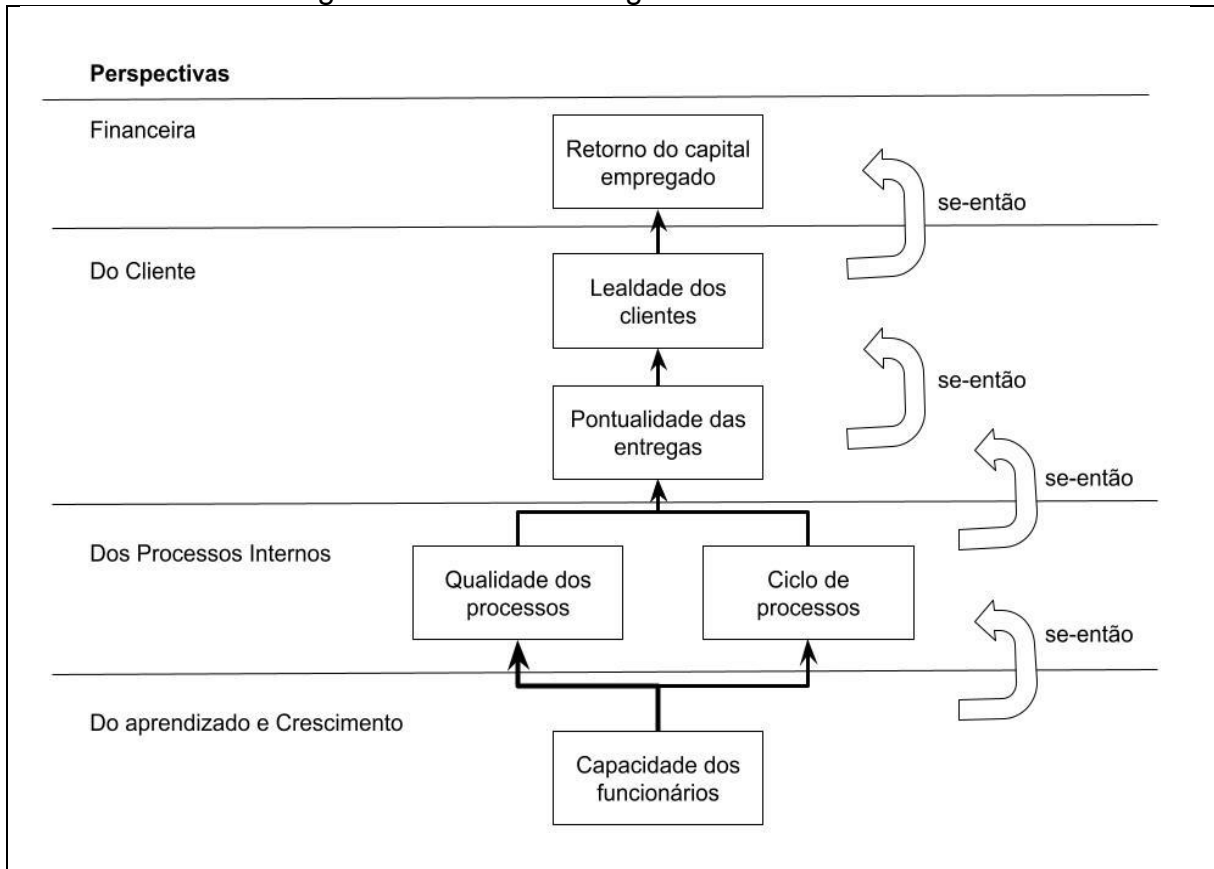 Perspectivas
Financeira
Retorno do capital
empregado
se-então
Do Cliente
Lealdade dos
clientes
se-então
Pontualidade das
entregas
se-então
Dos Processos Internos
Qualidade dos
processos
Ciclo de
processos
se-então
Do aprendizado e Crescimento
Capacidade dos
funcionários